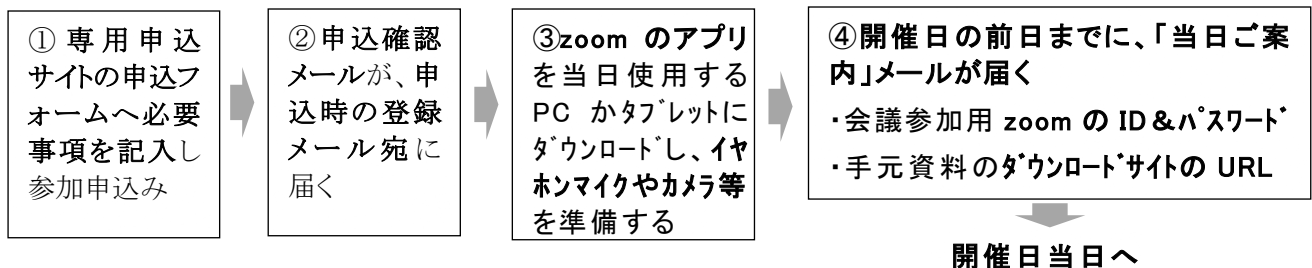 ①専用申込
サイトの申込フ
ォームへ必要
事項を記入し
参加申込み
②申込確認
メールが、申
込時の登録
メール宛に
届く
③zoom のアプリ
を当日使用する
PC かﾀﾌﾞﾚｯﾄに
ﾀﾞｳﾝﾛｰﾄﾞし、イヤ
ホンマイクやカメラ等
を準備する
④開催日の前日までに、「当日ご案
内」メールが届く
・会議参加用 zoom の ID＆ﾊﾟｽﾜｰﾄﾞ
・手元資料のﾀﾞｳﾝﾛｰﾄﾞサイトの URL
開催日当日へ